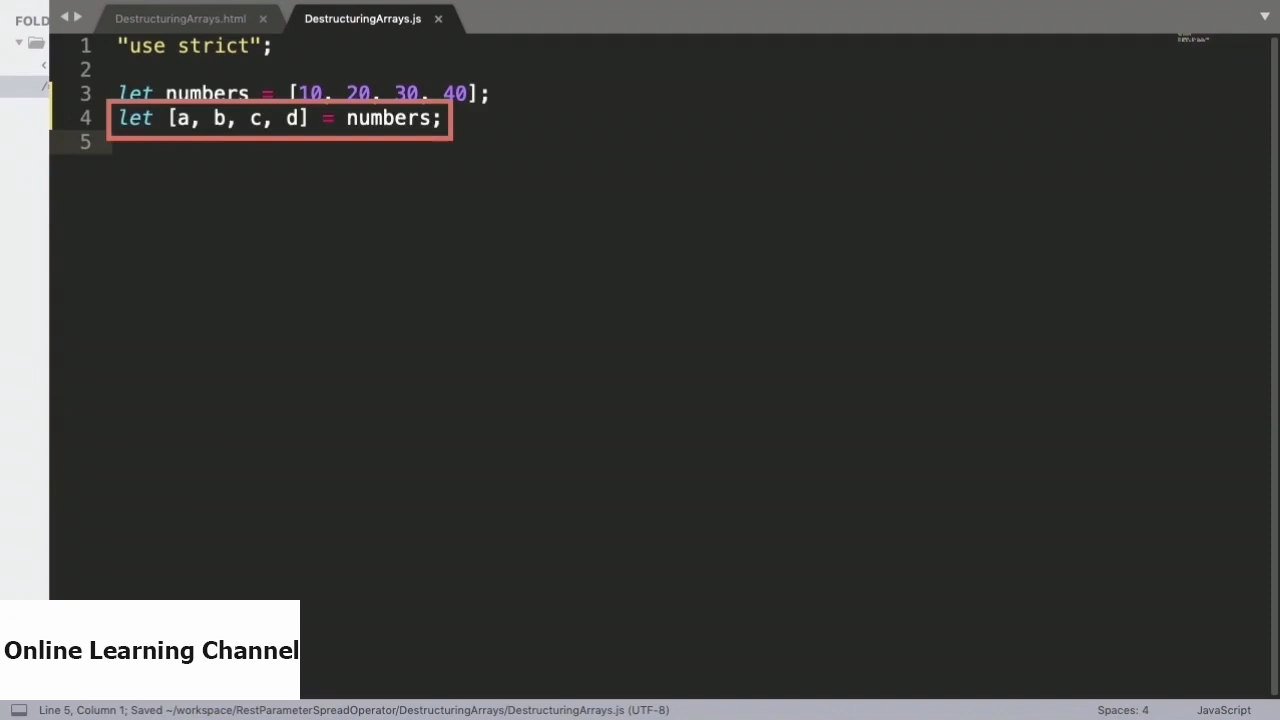 FOLD
DestructuringArrays.html
DestructuringArrays.js
1 "use strict";
2
3 let numbers = [10, 20, 30, 40];
4 let [a, b, c, d] = numbers;
5
Online Learning Channel
Line 5, Column 1; Saved ~/workspace/RestParameterSpreadOperator/DestructuringArrays/DestructuringArrays.js (UTF-8)
Spaces: 4
JavaScript